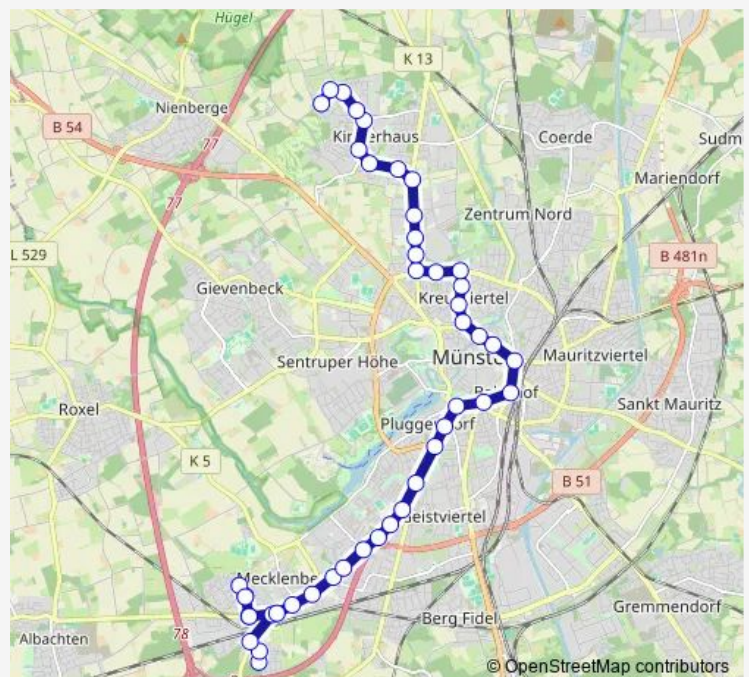 Hügel
K 13
Nienberge
B 54
Coerde
Sudm
77
Mariendorf
77
Zentrum Nord
L 529
B 481n
Gievenbeck
Sentruper Höhe
Mauritzviertel
Roxel
Sankt Mauritz
K 5
B 51
Berg Fidel
Gremmendorf
78
Albachten
© OpenStreetMap contributors